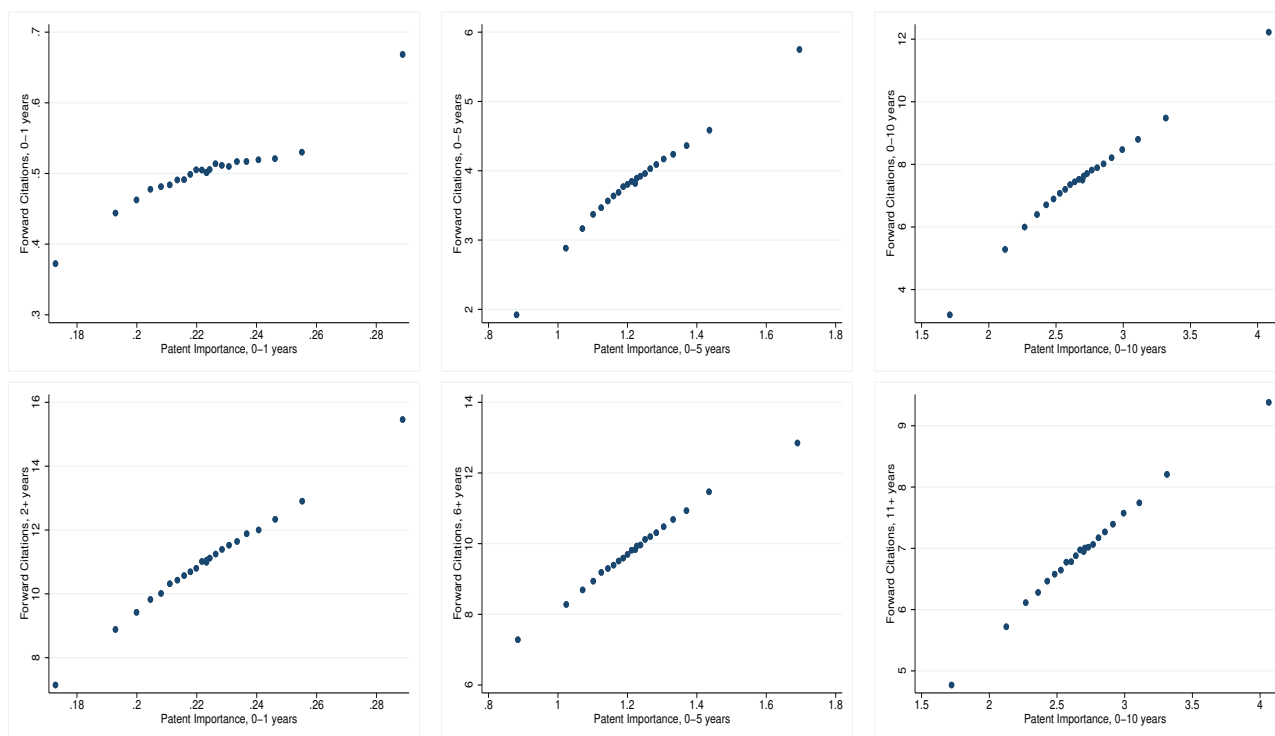 Forward Citations, 0−1 years
.7
.6
.5
.4
.3
.18 .2 .22 .24 .26 .28
Patent Importance, 0−1 years
Forward Citations, 0−5 years
6
5
4
3
2
.8 1 1.2 1.4 1.6 1.8
Patent Importance, 0−5 years
Forward Citations, 0−10 years
12
10
8
6
4
1.5 2 2.5 3 3.5 4
Patent Importance, 0−10 years
Forward Citations, 2+ years
16
14
12
10
8
.18 .2 .22 .24 .26 .28
Patent Importance, 0−1 years
Forward Citations, 6+ years
14
12
10
8
6
.8 1 1.2 1.4 1.6 1.8
Patent Importance, 0−5 years
Forward Citations, 11+ years
9
8
7
6
5
1.5 2 2.5 3 3.5 4
Patent Importance, 0−10 years